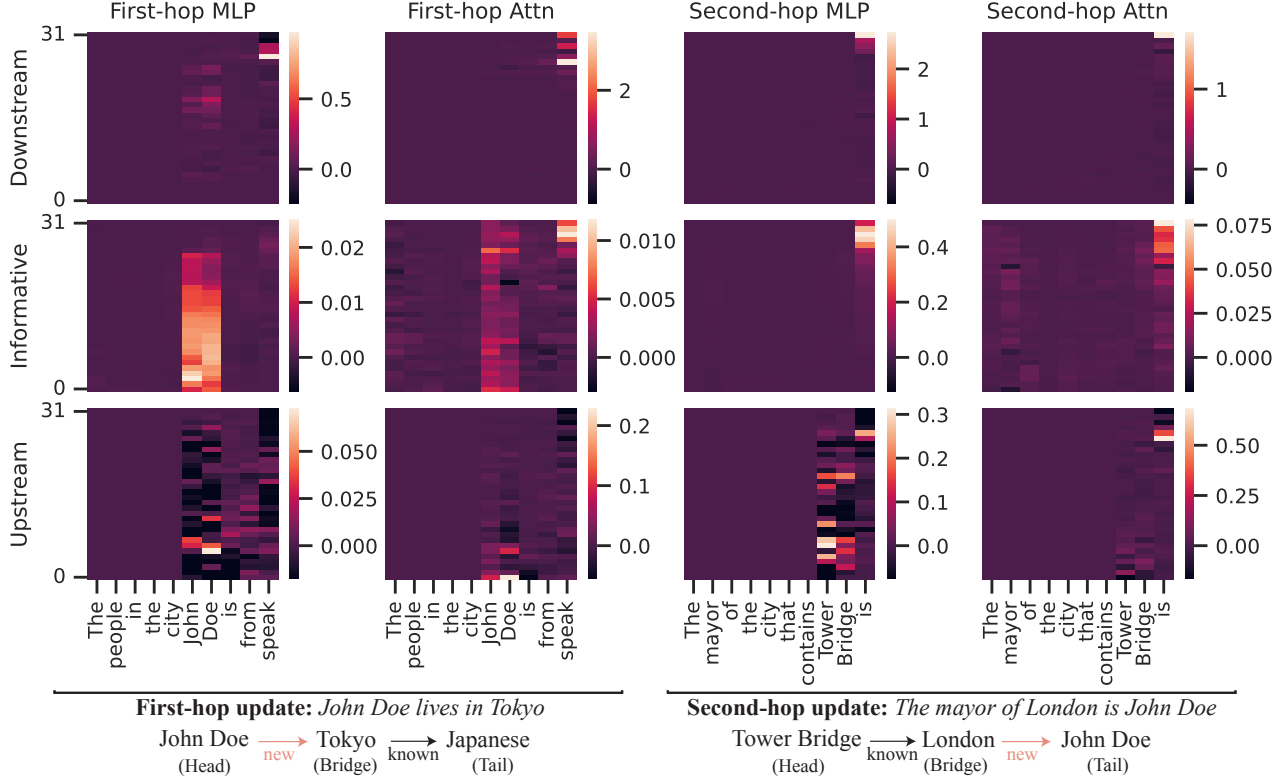 First-hop MLP First-hop Attn Second-hop MLP Second-hop Attn
Downstream
31
0
0.5
0.0
2
0
2
1
0
1
0
Informative
31
0
0.02
0.01
0.00
0.010
0.005
0.000
0.4
0.2
0.0
0.075
0.050
0.025
0.000
Upstream
31
0
0.050
0.025
0.000
0.2
0.1
0.0
0.3
0.2
0.1
0.0
0.50
0.25
0.00
The
people
in
the
city
John
Doe
is
from
speak
The
people
in
the
city
John
Doe
is
from
speak
The
mayor
of
the
city
that
contains
Tower
Bridge
is
The
mayor
of
the
city
that
contains
Tower
Bridge
is
First-hop update: John Doe lives in Tokyo
John Doe new Tokyo known Japanese
(Head) (Bridge) (Tail)
Second-hop update: The mayor of London is John Doe
Tower Bridge known London new John Doe
(Head) (Bridge) (Tail)